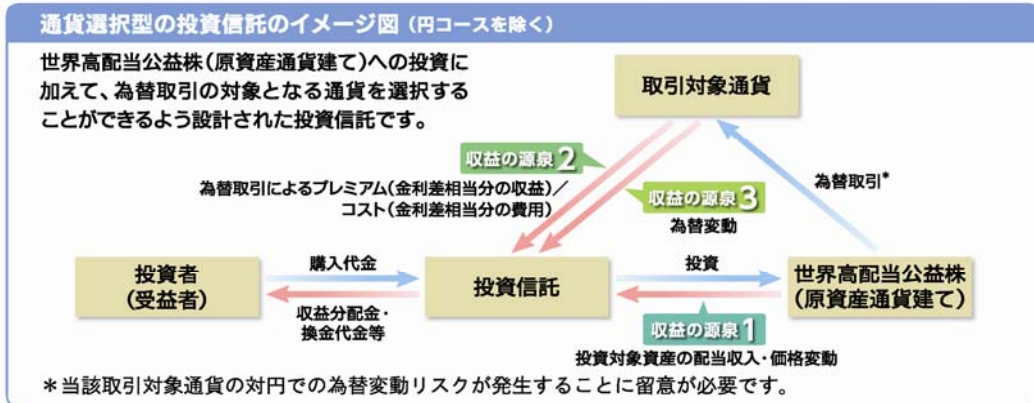 通貨選択型の投資信託のイメージ図(円コースを除く)
世界高配当公益株(原資産通貨建て)への投資に
加えて、為替取引の対象となる通貨を選択する
ことができるよう設計された投資信託です。
取引対象通貨
収益の源泉2
為替取引によるプレミアム(金利差相当分の収益)/
コスト(金利差相当分の費用)
収益の源泉3
為替変動
為替取引*
投資者
(受益者)
購入代金
収益分配金・
換金代金等
投資信託
投資
収益の源泉1
投資対象資産の配当収入・価格変動
世界高配当公益株
(原資産通貨建て)
*当該取引対象通貨の対円での為替変動リスクが発生することに留意が必要です。